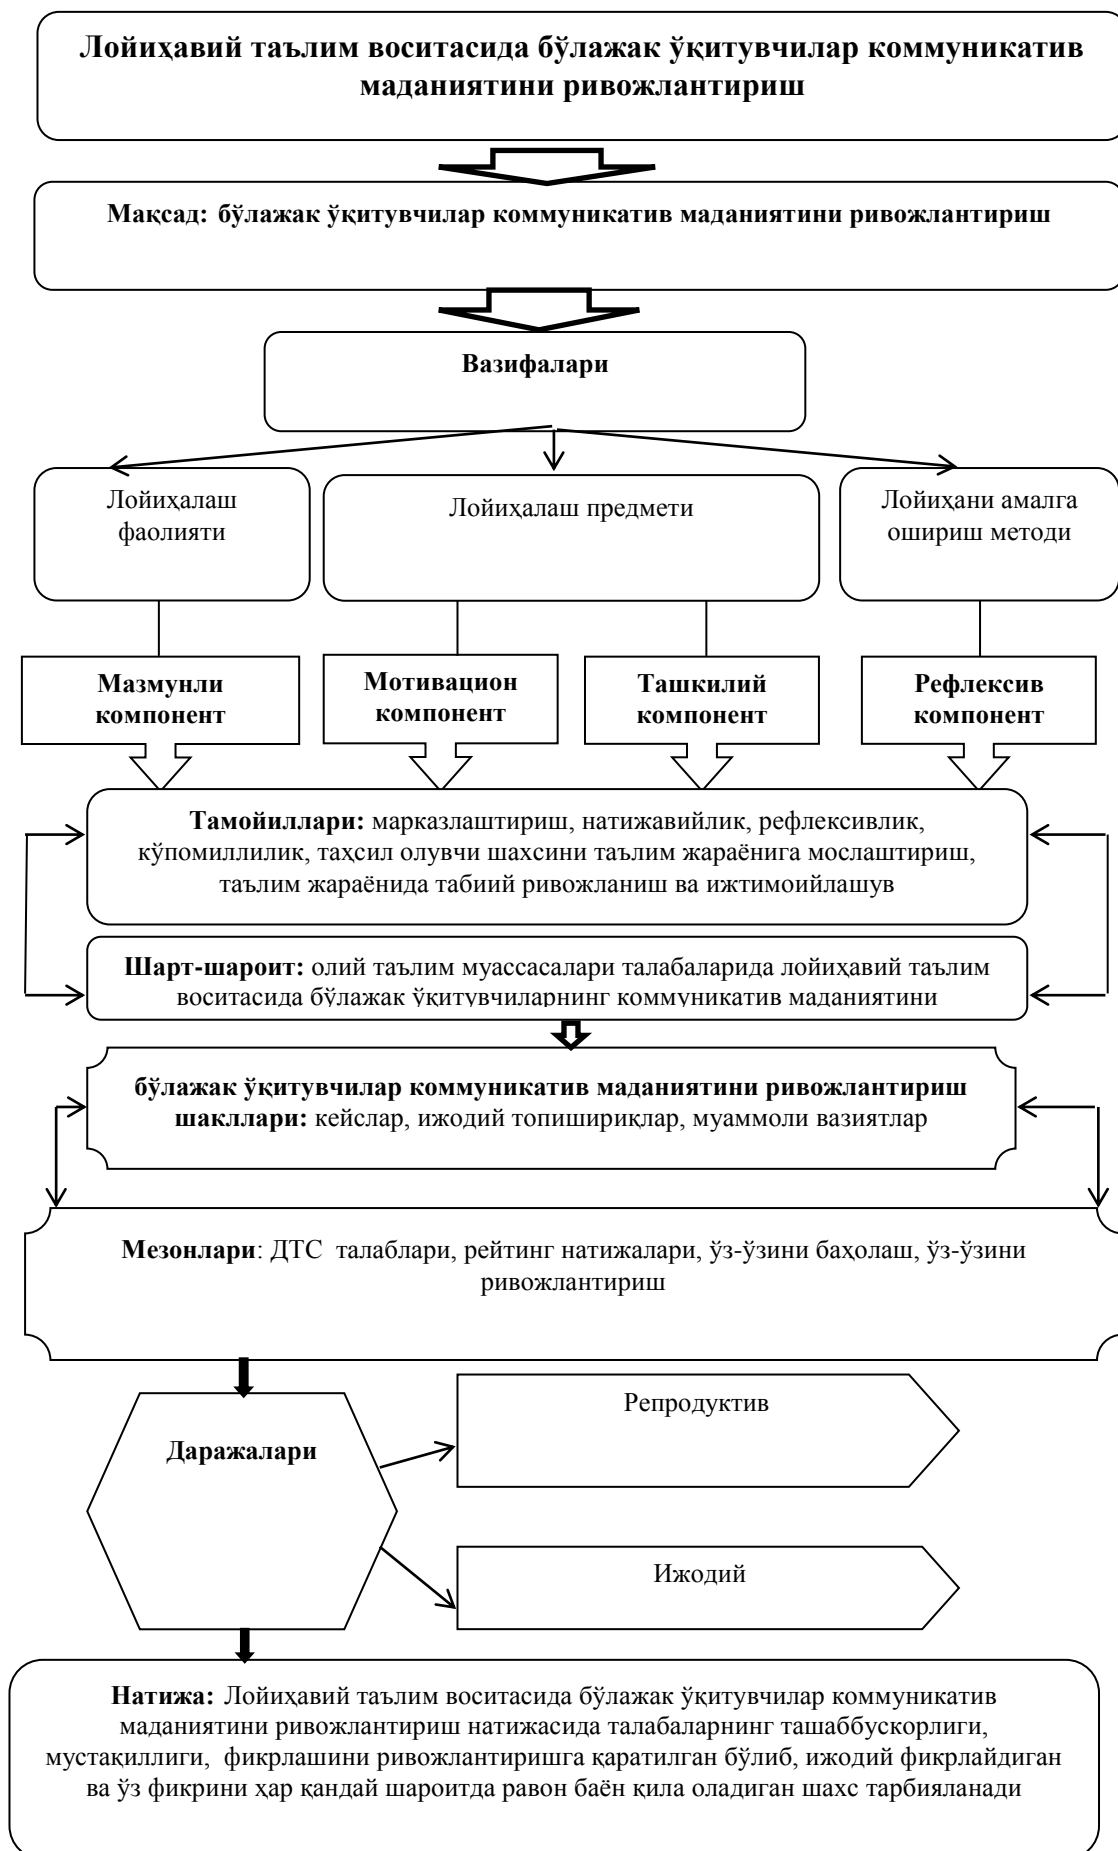 Лойиҳавий таълим воситасида бўлажак ўқитувчилар коммуникатив
маданиятини ривожлантириш
Мақсад: бўлажак ўқитувчилар коммуникатив маданиятини ривожлантириш
Вазифалари
Лойиҳалаш
фаолияти
Лойиҳалаш предмети
Лойиҳани амалга
ошириш методи
Мазмунли
компонент
Мотивацион
компонент
Ташкилий
компонент
Рефлексив
компонент
Тамойиллари: марказлаштириш, натижавийлик, рефлексивлик,
кўпомиллилик, таҳсил олувчи шахсини таълим жараёнига мослаштириш,
таълим жараёнида табиий ривожланиш ва ижтимоийлашув
Шарт-шароит: олий таълим муассасалари талабаларида лойиҳавий таълим
воситасида бўлажак ўқитувчиларнинг коммуникатив маданиятини
бўлажак ўқитувчилар коммуникатив маданиятини ривожлантириш
шакллари: кейслар, ижодий топишириқлар, муаммоли вазиятлар
Мезонлари: ДТС талаблари, рейтинг натижалари, ўз-ўзини баҳолаш, ўз-ўзини
ривожлантириш
Даражалари
Репродуктив
Ижодий
Натижа: Лойиҳавий таълим воситасида бўлажак ўқитувчилар коммуникатив
маданиятини ривожлантириш натижасида талабаларнинг ташаббускорлиги,
мустақиллиги, фикрлашини ривожлантиришга қаратилган бўлиб, ижодий фикрлайдиган
ва ўз фикрини ҳар қандай шароитда равон баён қила оладиган шахс тарбияланади